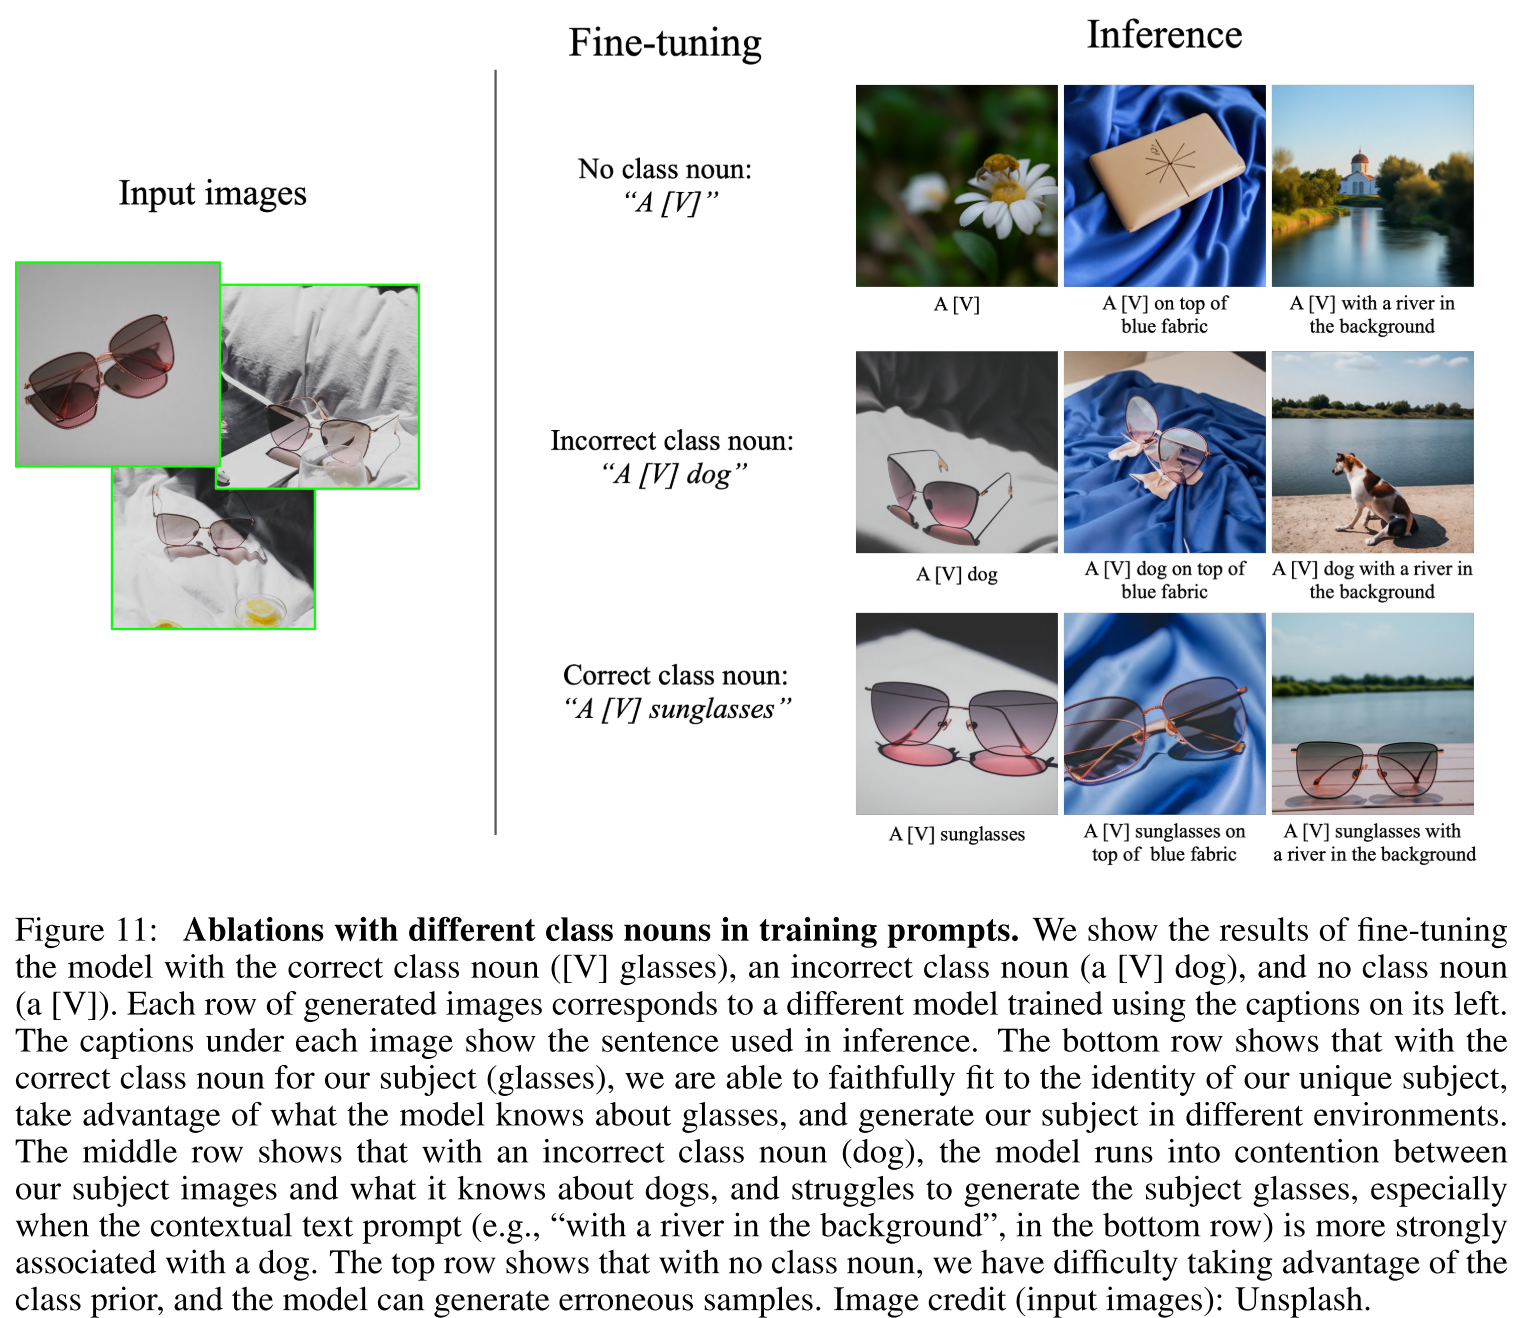 Fine-tuning
Inference
Input images
No class noun:
“A [V]”
A [V]
A [V] on top of
blue fabric
A [V] with a river in
the background
Incorrect class noun:
“A [V] dog”
A [V] dog
A [V] dog on top of
blue fabric
A [V] dog with a river in
the background
Correct class noun:
“A [V] sunglasses”
A [V] sunglasses
A [V] sunglasses on
top of blue fabric
A [V] sunglasses with
a river in the background
Figure 11: Ablations with different class nouns in training prompts. We show the results of fine-tuning
the model with the correct class noun ([V] glasses), an incorrect class noun (a [V] dog), and no class noun
(a [V]). Each row of generated images corresponds to a different model trained using the captions on its left.
The captions under each image show the sentence used in inference. The bottom row shows that with the
correct class noun for our subject (glasses), we are able to faithfully fit to the identity of our unique subject,
take advantage of what the model knows about glasses, and generate our subject in different environments.
The middle row shows that with an incorrect class noun (dog), the model runs into contention between
our subject images and what it knows about dogs, and struggles to generate the subject glasses, especially
when the contextual text prompt (e.g., “with a river in the background”, in the bottom row) is more strongly
associated with a dog. The top row shows that with no class noun, we have difficulty taking advantage of the
class prior, and the model can generate erroneous samples. Image credit (input images): Unsplash.